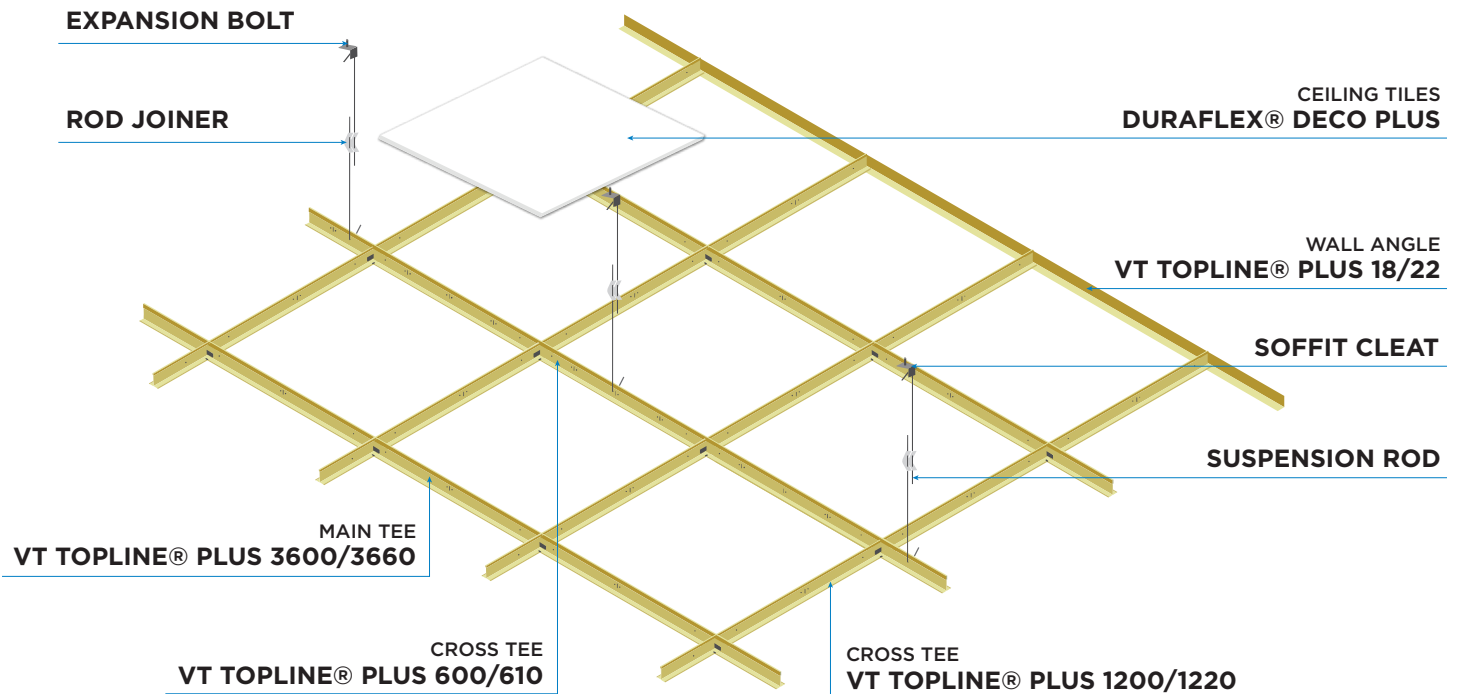 EXPANSION BOLT
ROD JOINER
CEILING TILES
DURAFLEX® DECO PLUS
WALL ANGLE
VT TOPLINE® PLUS 18/22
SOFFIT CLEAT
SUSPENSION ROD
MAIN TEE
VT TOPLINE® PLUS 3600/3660
CROSS TEE
VT TOPLINE® PLUS 600/610
CROSS TEE
VT TOPLINE® PLUS 1200/1220